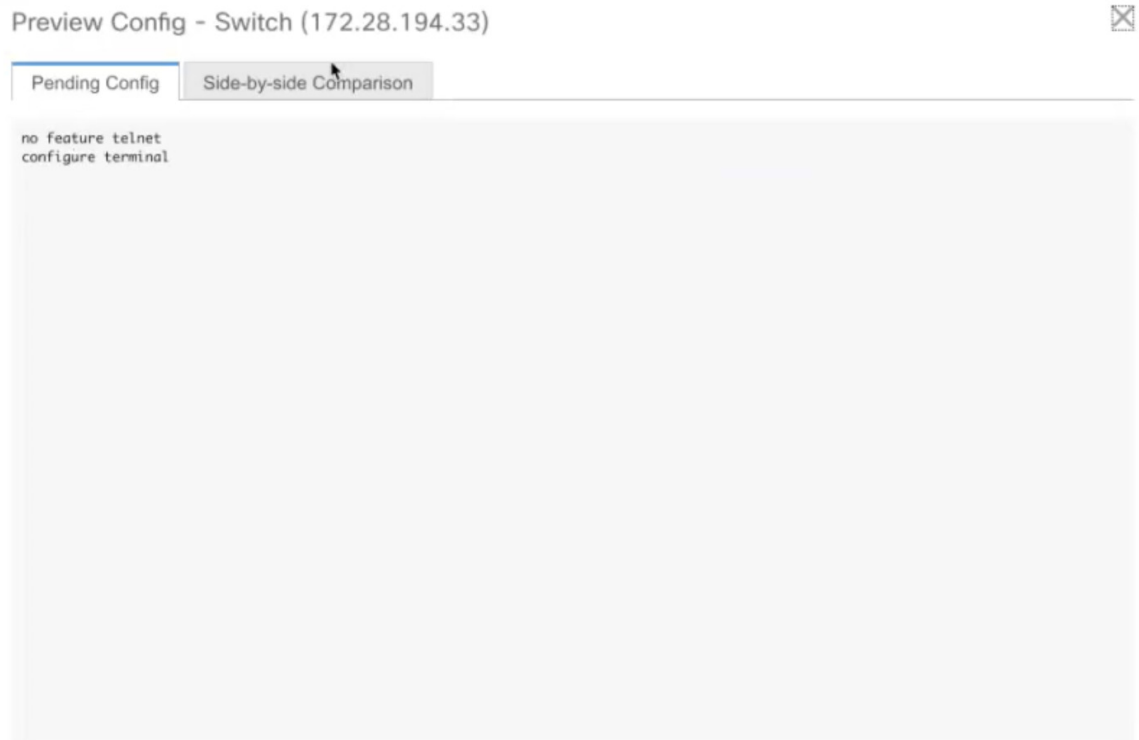 Preview Config - Switch (172.28.194.33)
Pending Config
Side-by-side Comparison
no feature telnet
configure terminal